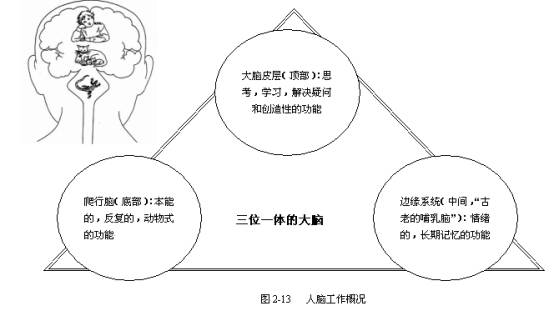 大脑皮层(顶部):思
考,学习,解决疑问
和创造性的功能
爬行脑(底部):本能
的,反复的,动物式
的功能
三位一体的大脑
边缘系统(中间,“古
老的哺乳脑”):情绪
的,长期记忆的功能
图 2-13 人脑工作概况